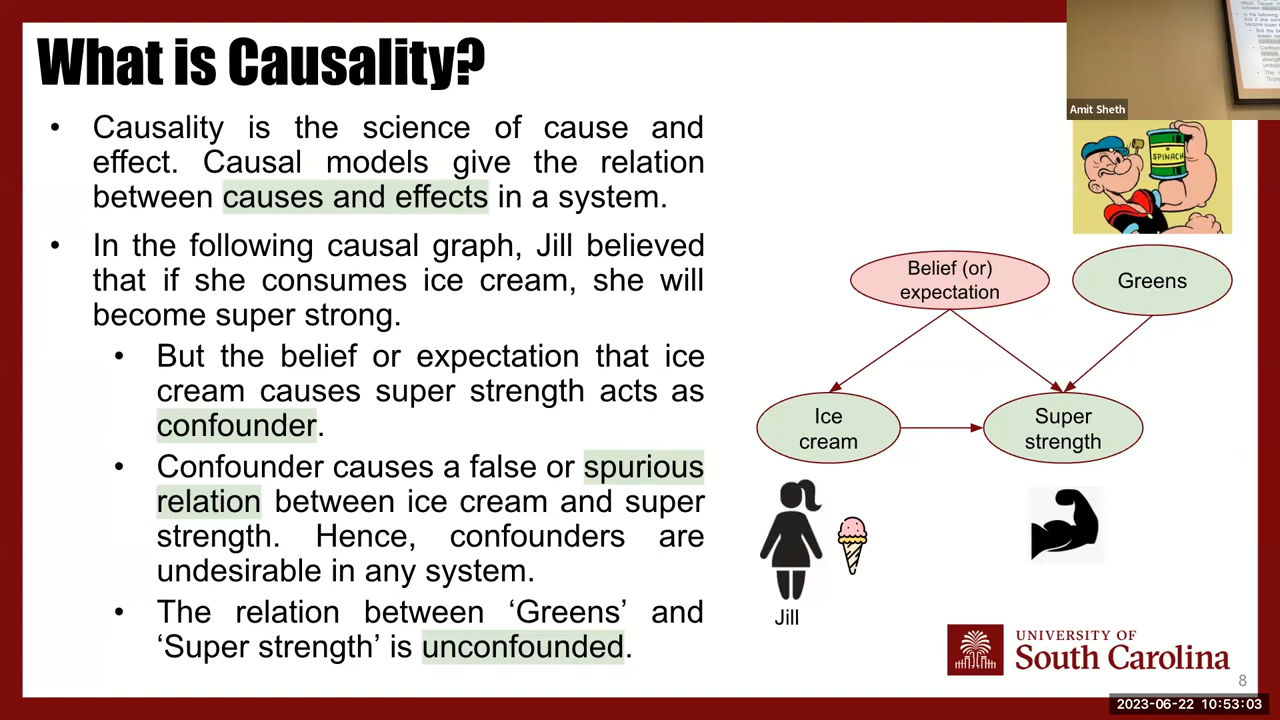 What is Causality?
• Causality is the science of cause and
effect. Causal models give the relation
between causes and effects in a system.
• In the following causal graph, Jill believed
that if she consumes ice cream, she will
become super strong.
• But the belief or expectation that ice
cream causes super strength acts as
confounder.
• Confounder causes a false or spurious
relation between ice cream and super
strength. Hence, confounders are
undesirable in any system.
• The relation between ‘Greens’ and
‘Super strength’ is unconfounded.
Amit Sheth
SPINACH
Belief (or)
expectation
Greens
Ice
cream
Super
strength
Jill
UNIVERSITY OF
South Carolina
8
2023-06-22 10:53:03